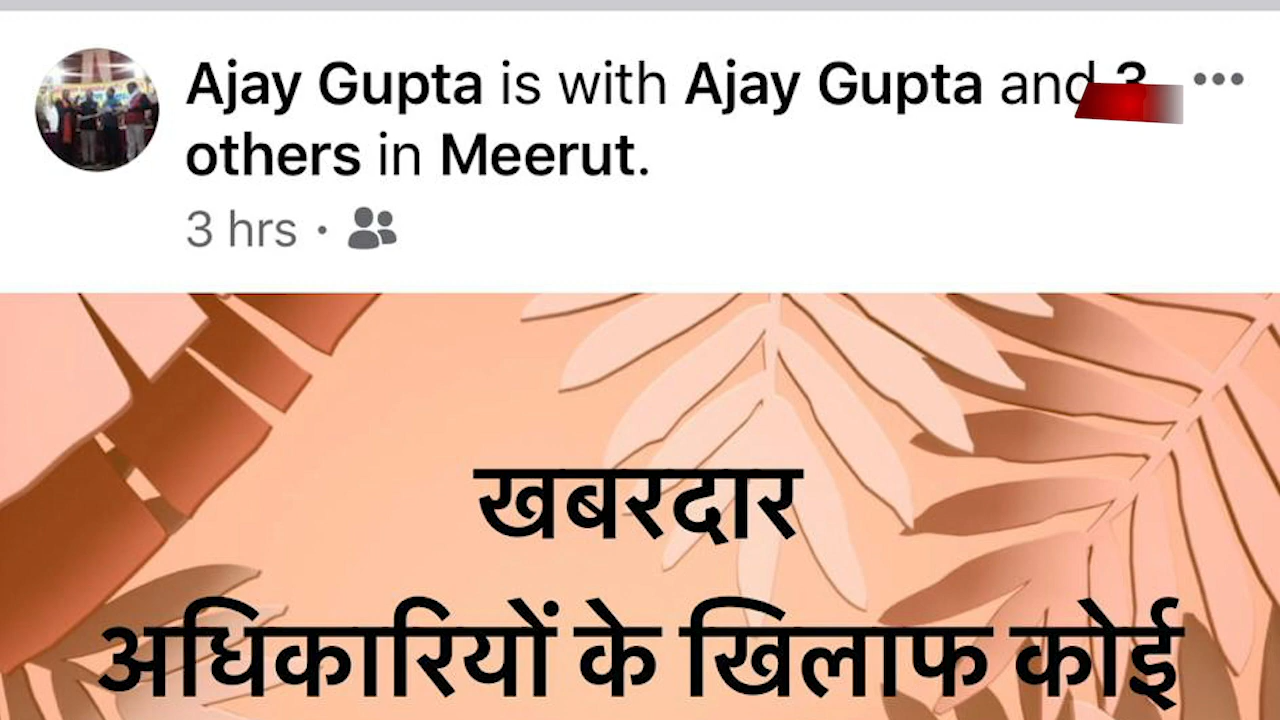 Ajay Gupta is with Ajay Gupta and
others in Meerut.
3 hrs
खबरदार
अधिकारियों के खिलाफ कोई